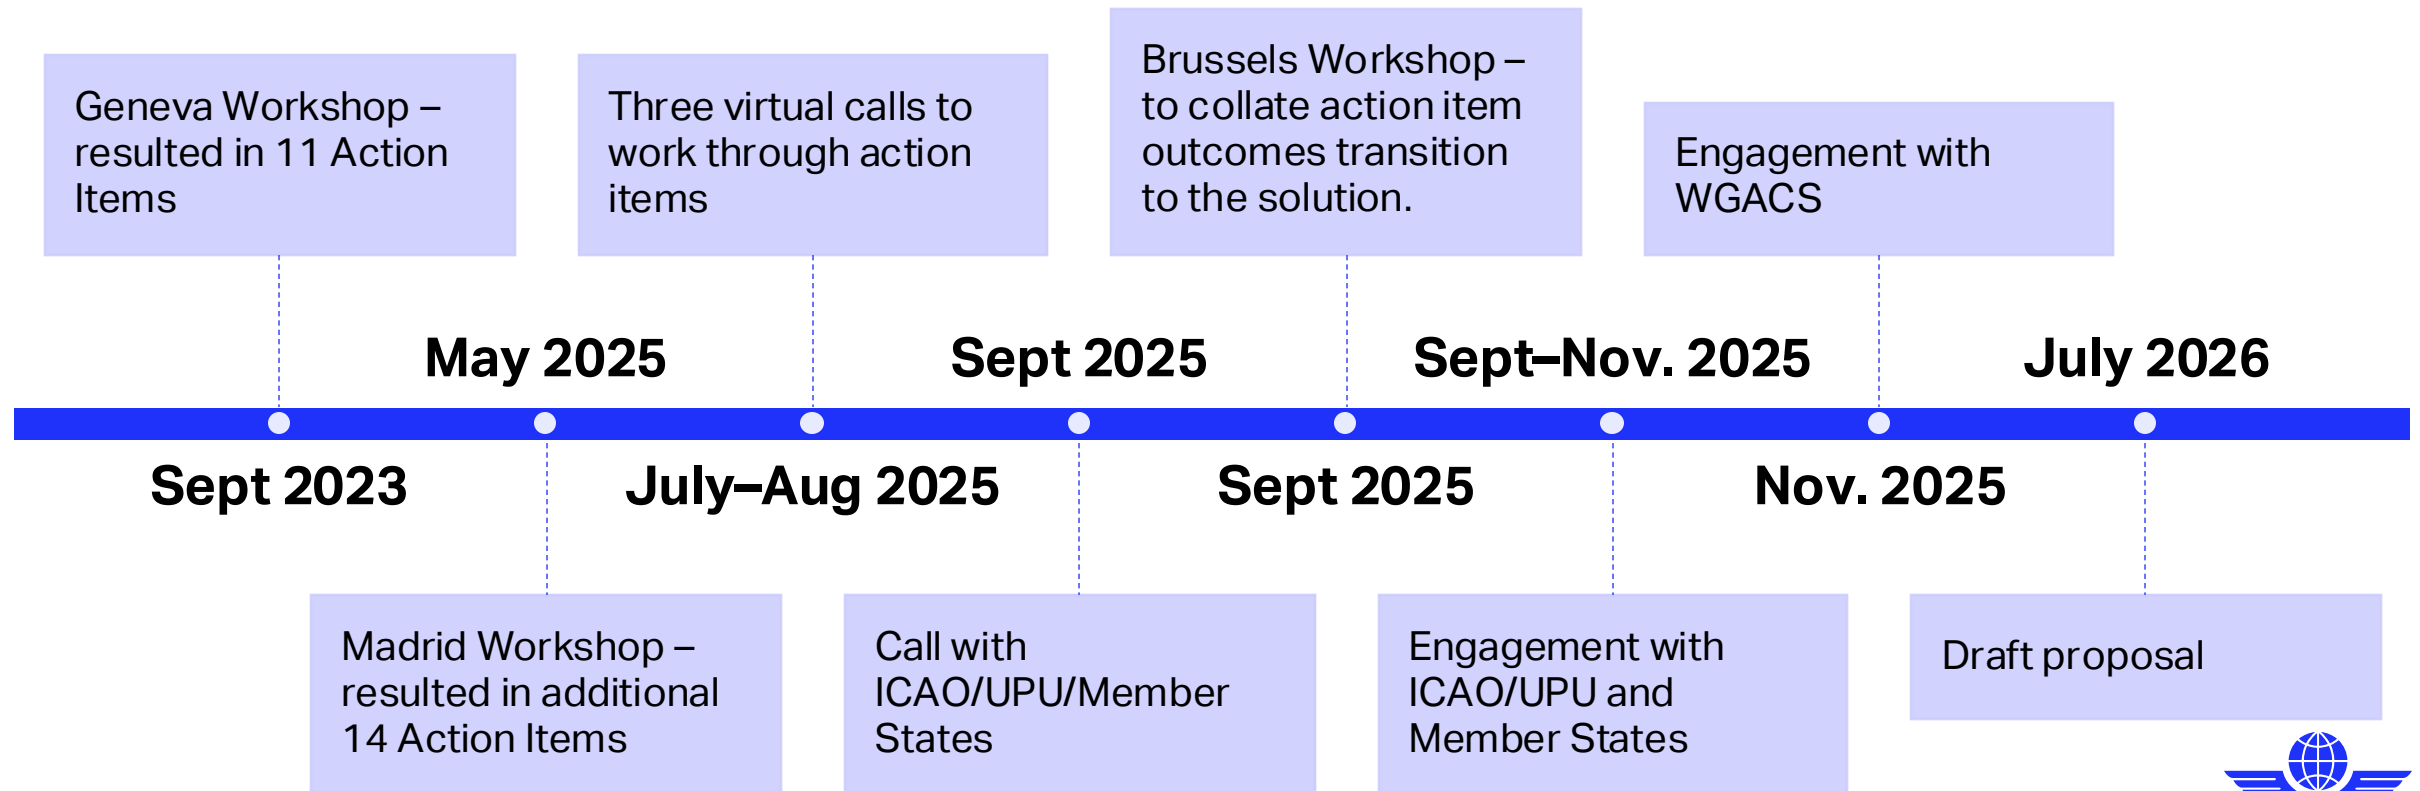 Geneva Workshop –
resulted in 11 Action
Items
Three virtual calls to
work through action
items
Brussels Workshop –
to collate action item
outcomes transition
to the solution.
Engagement with
WGACS
May 2025
Sept 2025
Sept–Nov. 2025
July 2026
Sept 2023
July–Aug 2025
Sept 2025
Nov. 2025
Madrid Workshop –
resulted in additional
14 Action Items
Call with
ICAO/UPU/Member
States
Engagement with
ICAO/UPU and
Member States
Draft proposal